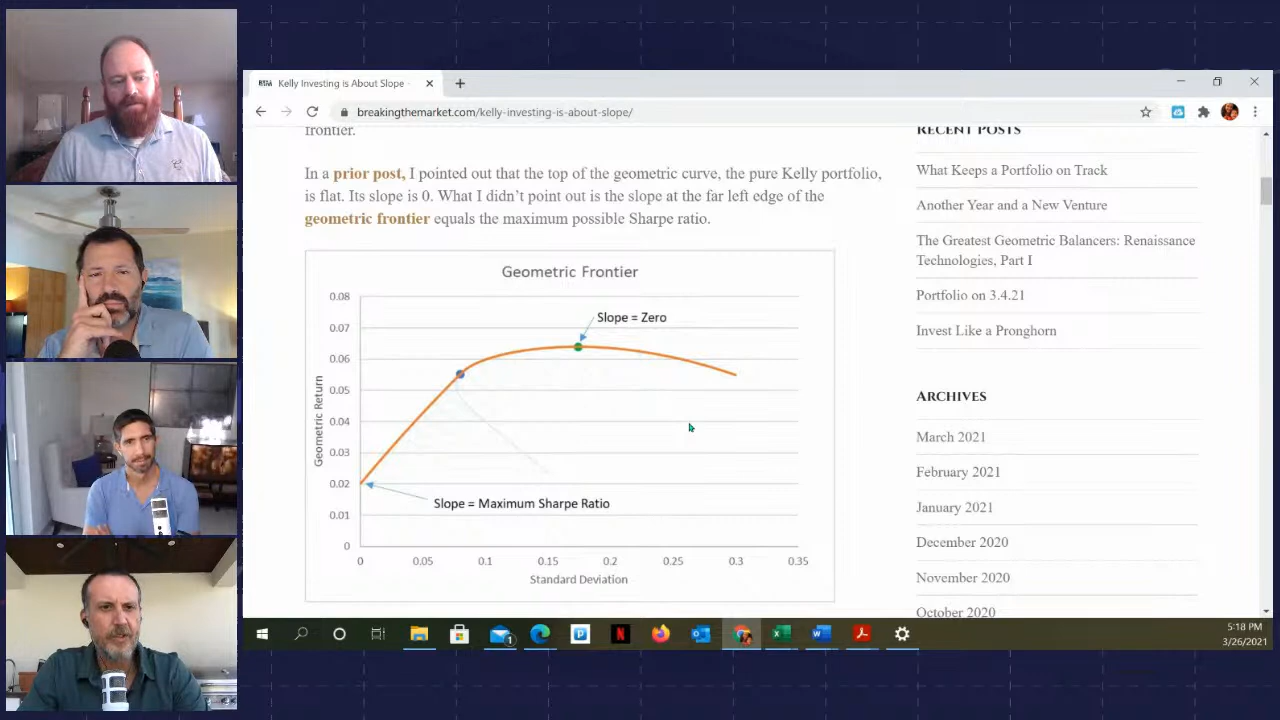 Kelly Investing is About Slope -
breakingthemarket.com/kelly-investing-is-about-slope/
frontier.
In a prior post, I pointed out that the top of the geometric curve, the pure Kelly portfolio,
is flat. Its slope is 0. What I didn't point out is the slope at the far left edge of the
geometric frontier equals the maximum possible Sharpe ratio.
Geometric Frontier
Geometric Return
0.08
0.07
0.06
0.05
0.04
0.03
0.02
0.01
0
Slope = Zero
Slope = Maximum Sharpe Ratio
0 0.05 0.1 0.15 0.2 0.25 0.3 0.35
Standard Deviation
RECENT POSTS
What Keeps a Portfolio on Track
Another Year and a New Venture
The Greatest Geometric Balancers: Renaissance
Technologies, Part I
Portfolio on 3.4.21
Invest Like a Pronghorn
ARCHIVES
March 2021
February 2021
January 2021
December 2020
November 2020
October 2020
1
5:18 PM
3/26/2021